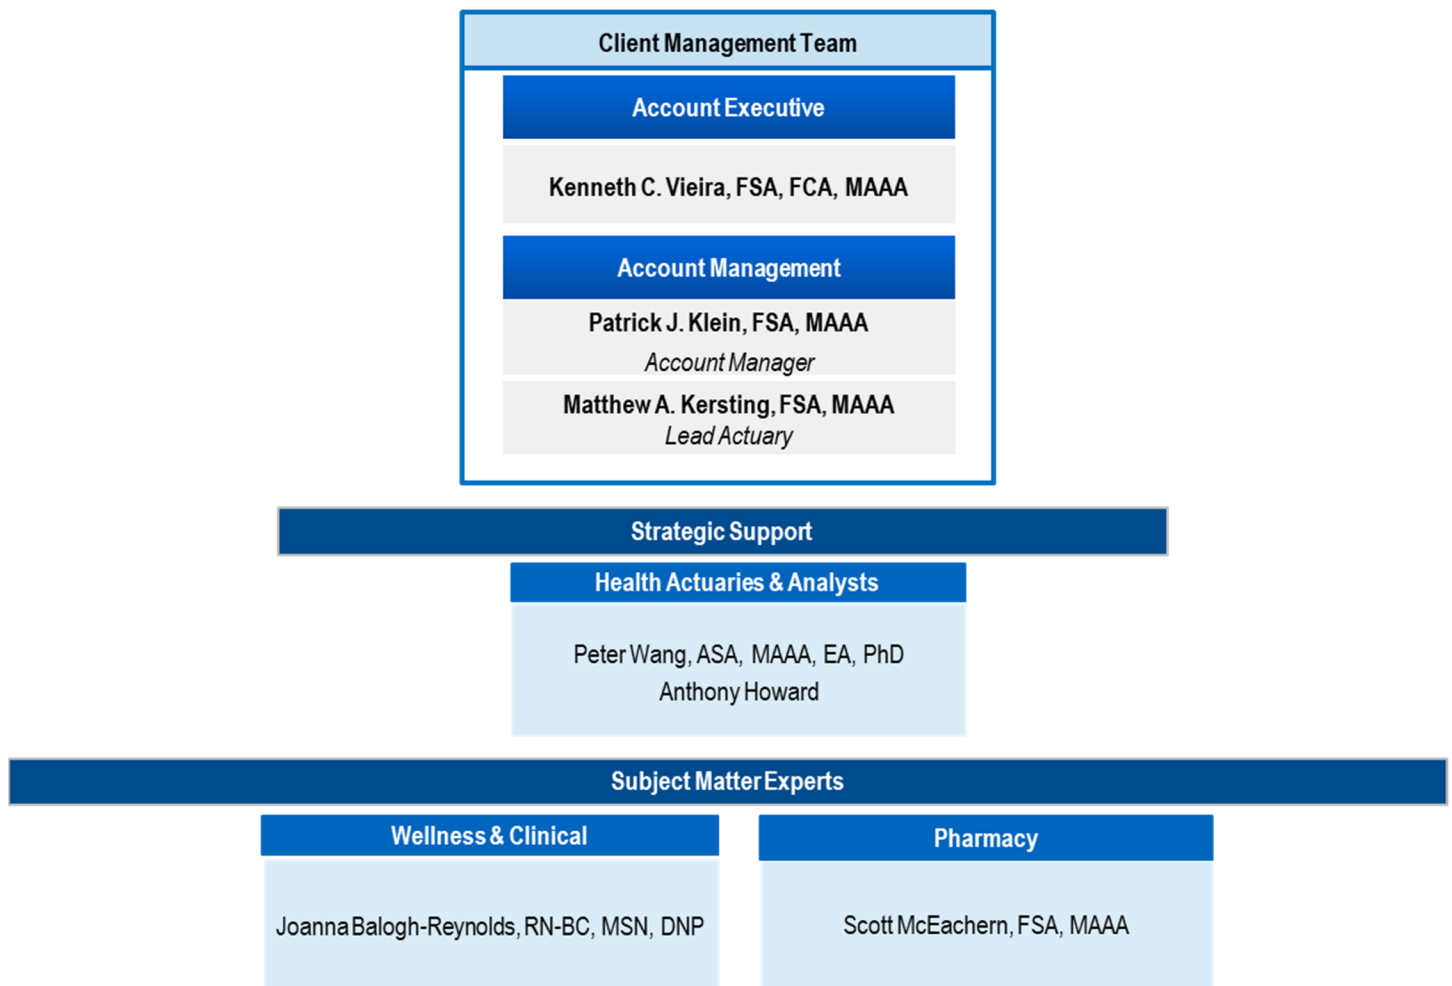 Client Management Team
Account Executive
Kenneth C. Vieira, FSA, FCA, MAAA
Account Management
Patrick J. Klein, FSA, MAAA
Account Manager
Matthew A. Kersting, FSA, MAAA
Lead Actuary
Strategic Support
Health Actuaries & Analysts
Peter Wang, ASA, MAAA, EA, PhD
Anthony Howard
Subject Matter Experts
Wellness & Clinical
Joanna Balogh-Reynolds, RN-BC, MSN, DNP
Pharmacy
Scott McEachern, FSA, MAAA